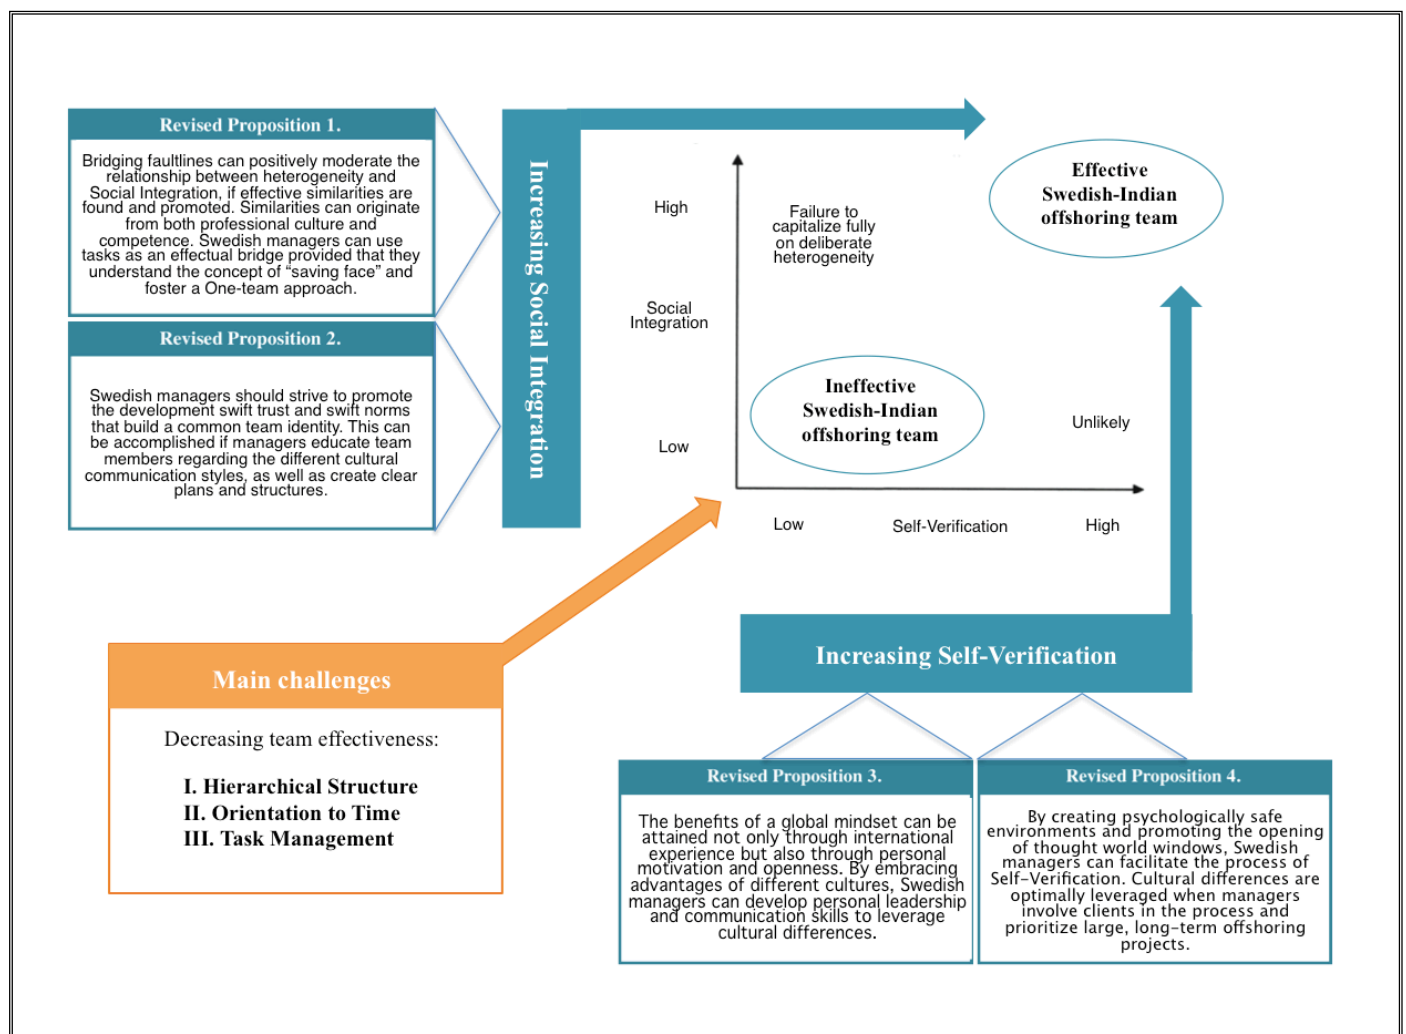 Revised Proposition 1.
Bridging faultlines can positively moderate the
relationship between heterogeneity and
Social Integration, if effective similarities are
found and promoted. Similarities can originate
from both professional culture and
competence. Swedish managers can use
tasks as an effectual bridge provided that they
understand the concept of “saving face” and
foster a One-team approach.
Revised Proposition 2.
Swedish managers should strive to promote
the development swift trust and swift norms
that build a common team identity. This can
be accomplished if managers educate team
members regarding the different cultural
communication styles, as well as create clear
plans and structures.
Increasing Social Integration
High
Social
Integration
Low
Failure to
capitalize fully
on deliberate
heterogeneity
Effective
Swedish-Indian
offshoring team
Ineffective
Swedish-Indian
offshoring team
Unlikely
Low
Self-Verification
High
Main challenges
Decreasing team effectiveness:
I. Hierarchical Structure
II. Orientation to Time
III. Task Management
Increasing Self-Verification
Revised Proposition 3.
The benefits of a global mindset can be
attained not only through international
experience but also through personal
motivation and openness. By embracing
advantages of different cultures, Swedish
managers can develop personal leadership
and communication skills to leverage
cultural differences.
Revised Proposition 4.
By creating psychologically safe
environments and promoting the opening
of thought world windows, Swedish
managers can facilitate the process of
Self-Verification. Cultural differences are
optimally leveraged when managers
involve clients in the process and
prioritize large, long-term offshoring
projects.